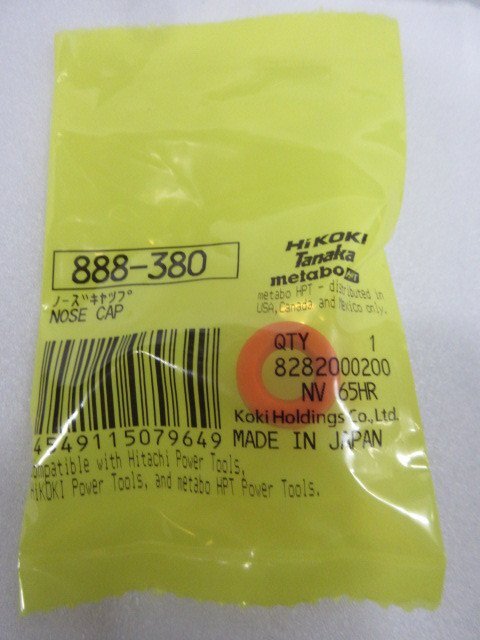 HiKOKI
Tanaka
metabo HPT
metabo HPT - distributed in
USA, Canada, and Mexico only.
888-380
ノーズキャップ
NOSE CAP
QTY 1
8282000200
NV 65HR
Koki Holdings Co., Ltd.
4549115079649 MADE IN JAPAN
compatible with Hitachi Power Tools,
HiKOKI Power Tools, and metabo HPT Power Tools.